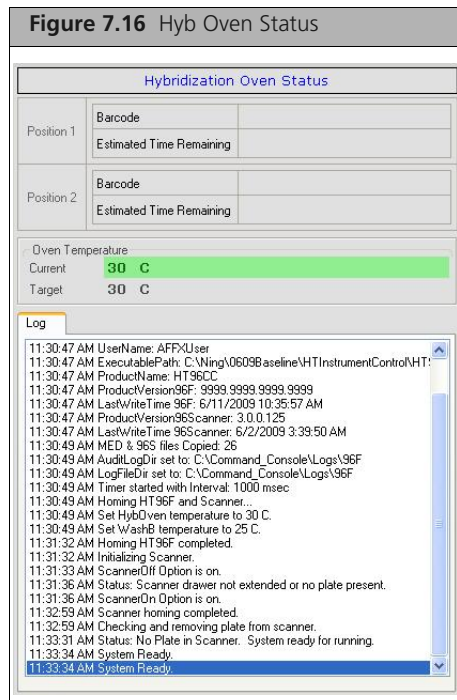 Figure 7.16 Hyb Oven Status
Hybridization Oven Status
Position 1
Barcode
Estimated Time Remaining
Position 2
Barcode
Estimated Time Remaining
Oven Temperature
Current 30 C
Target 30 C
Log
11:30:47 AM UserName: AFFXUser
11:30:47 AM ExecutablePath: C:\Ning\0609Baseline\HTInstrumentControl\HT
11:30:47 AM ProductName: HT96CC
11:30:47 AM ProductVersion96F: 9999.9999.9999.9999
11:30:47 AM LastWriteTime 96F: 6/11/2009 10:35:57 AM
11:30:47 AM ProductVersion96Scanner: 3.0.0.125
11:30:47 AM LastWriteTime 96Scanner: 6/2/2009 3:39:50 AM
11:30:49 AM MED & 96S files Copied: 26
11:30:49 AM AuditLogDir set to: C:\Command_Console\Logs\96F
11:30:49 AM LogFileDir set to: C:\Command_Console\Logs\96F
11:30:49 AM Timer started with Interval: 1000 msec
11:30:49 AM Homing HT96F and Scanner...
11:30:49 AM Set HybOven temperature to 30 C.
11:30:49 AM Set WashB temperature to 25 C.
11:31:32 AM Homing HT96F completed.
11:31:32 AM Initializing Scanner.
11:31:33 AM ScannerOff Option is on.
11:31:36 AM Status: Scanner drawer not extended or no plate present.
11:31:36 AM ScannerOn Option is on.
11:32:59 AM Scanner homing completed.
11:32:59 AM Checking and removing plate from scanner.
11:33:31 AM Status: No Plate in Scanner. System ready for running.
11:33:34 AM System Ready.
11:33:34 AM System Ready.